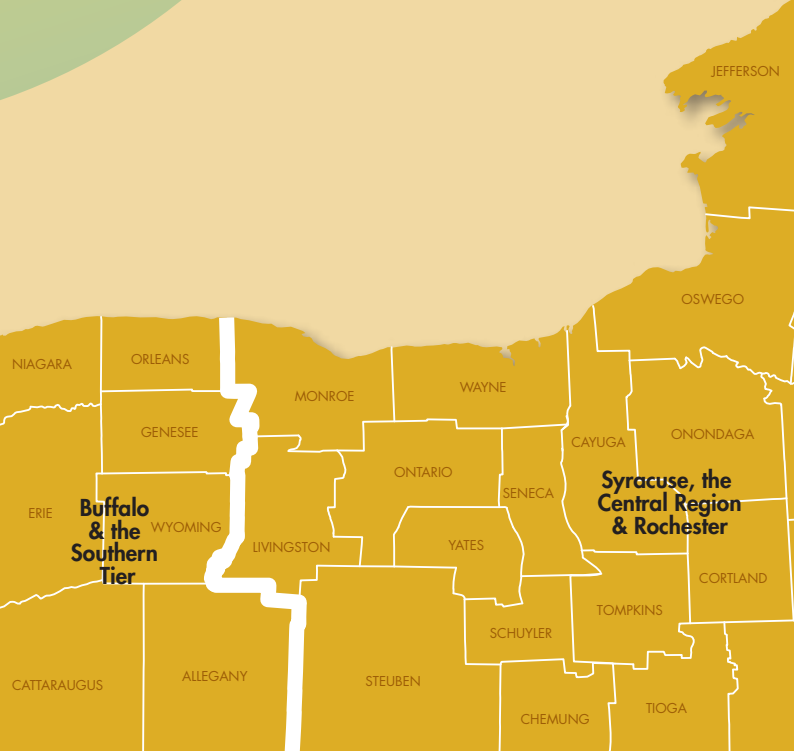 JEFFERSON
OSWEGO
NIAGARA
ORLEANS
MONROE
WAYNE
GENESEE
CAYUGA
ONONDAGA
ONTARIO
SENECA
ERIE
WYOMING
Buffalo
& the
Southern
Tier
Syracuse, the
Central Region
& Rochester
LIVINGSTON
YATES
CORTLAND
TOMPKINS
SCHUYLER
CATTARAUGUS
ALLEGANY
STEUBEN
CHEMUNG
TIOGA